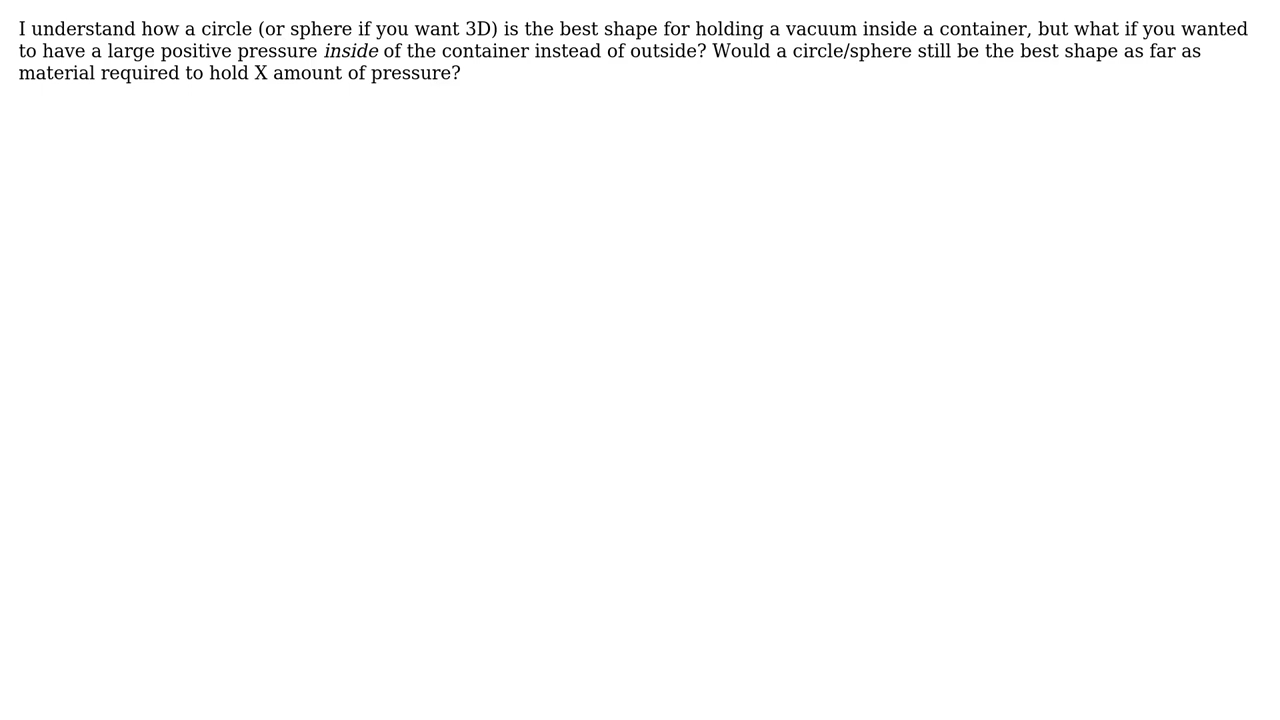 I understand how a circle (or sphere if you want 3D) is the best shape for holding a vacuum inside a container, but what if you wanted
to have a large positive pressure inside of the container instead of outside? Would a circle/sphere still be the best shape as far as
material required to hold X amount of pressure?